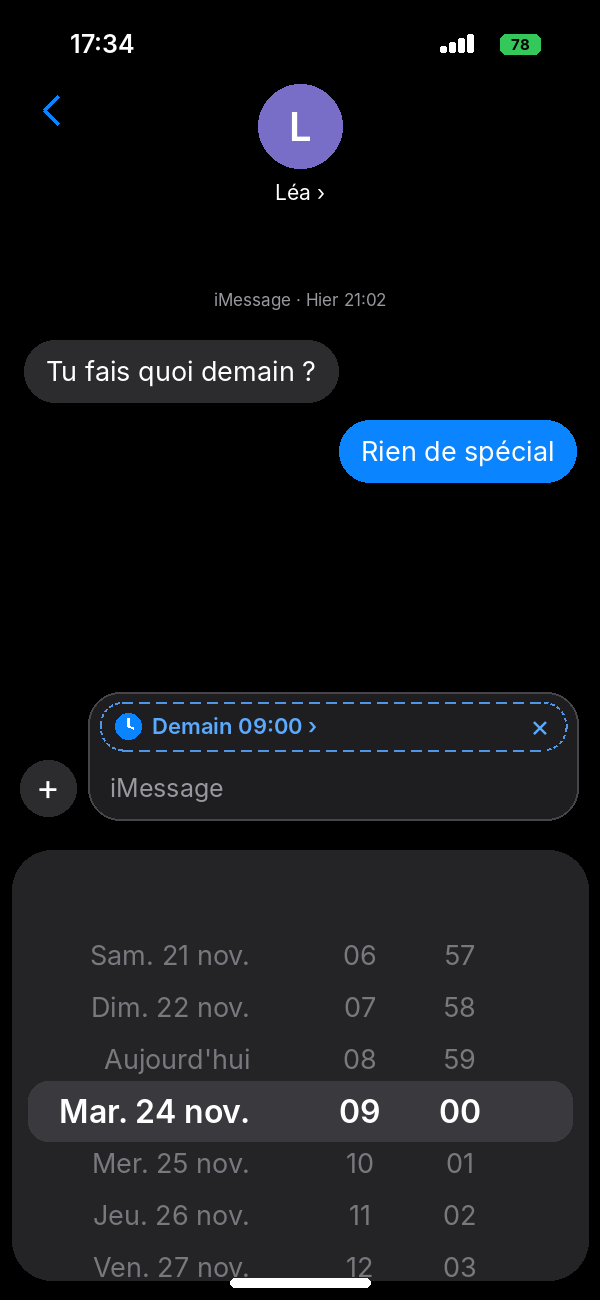 17:34
78
L
Léa ›
iMessage · Hier 21:02
Tu fais quoi demain ?
Rien de spécial
Demain 09:00 ›
iMessage
Sam. 21 nov. 06 57
Dim. 22 nov. 07 58
Aujourd'hui 08 59
Mar. 24 nov. 09 00
Mer. 25 nov. 10 01
Jeu. 26 nov. 11 02
Ven. 27 nov. 12 03